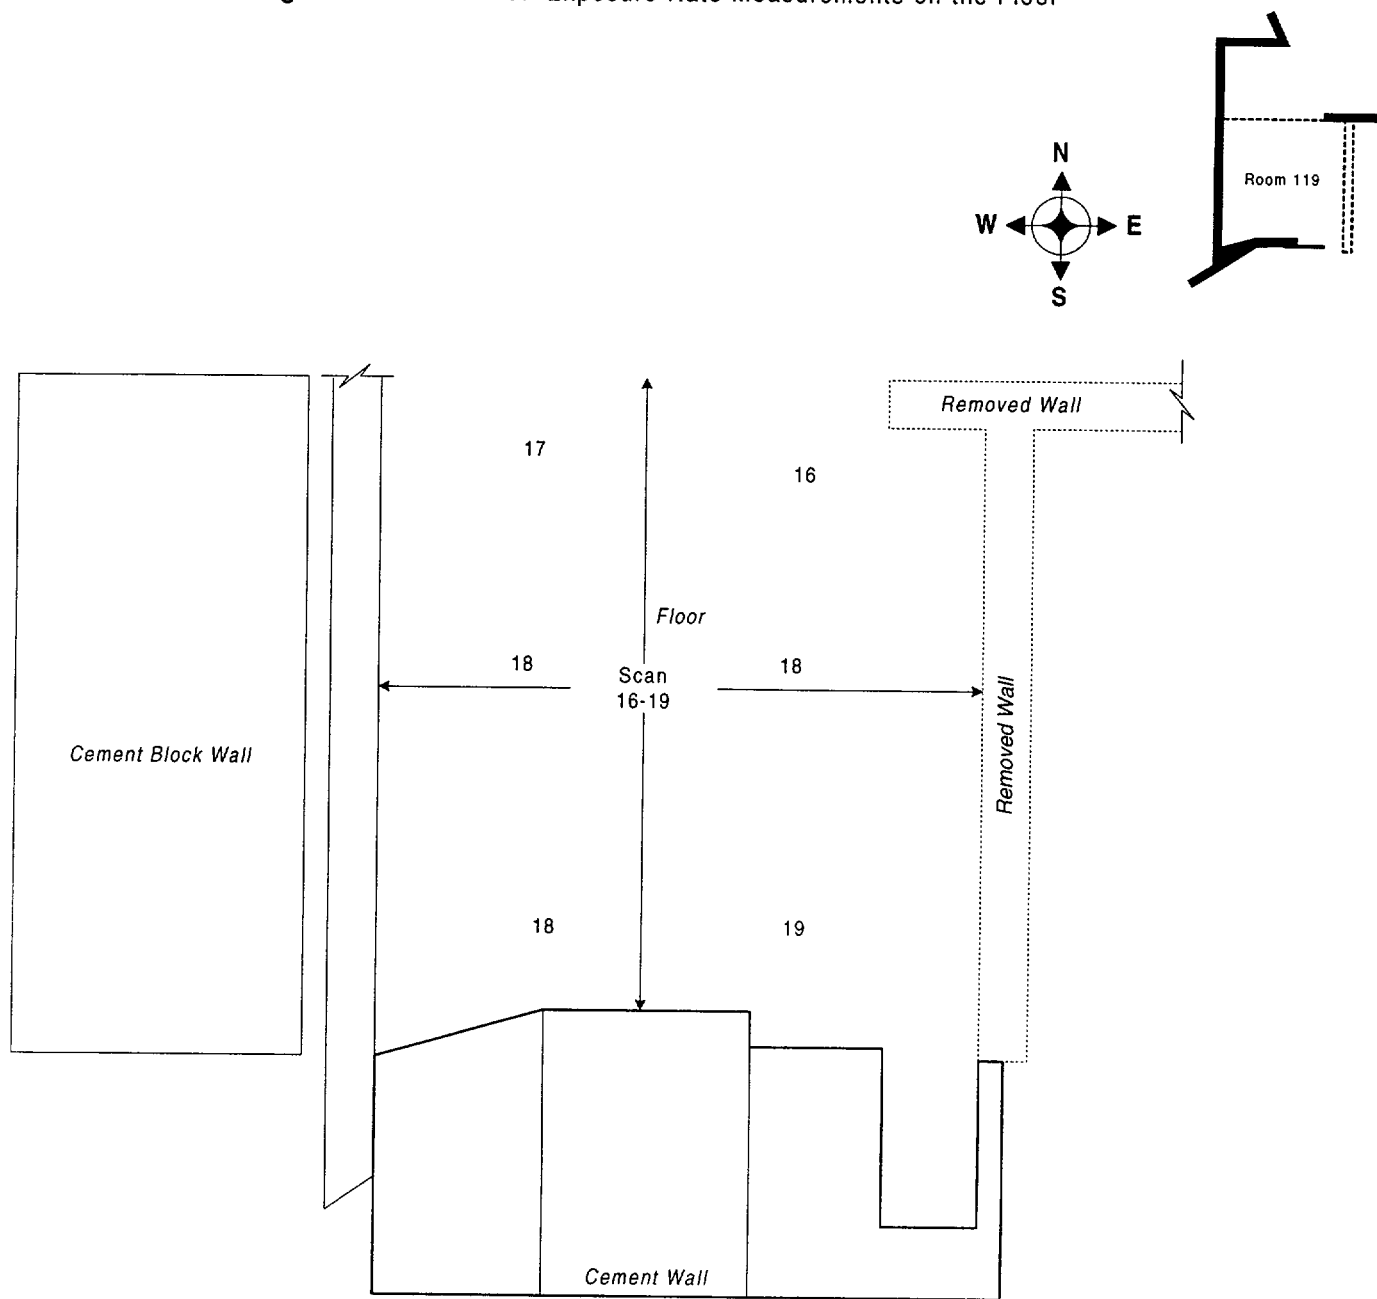 Exposure Rate Measurements on the Floor
N
W E
S
Room 119
Removed Wall
17
16
Floor
18
18
Scan
16-19
Removed Wall
Cement Block Wall
18
19
Cement Wall